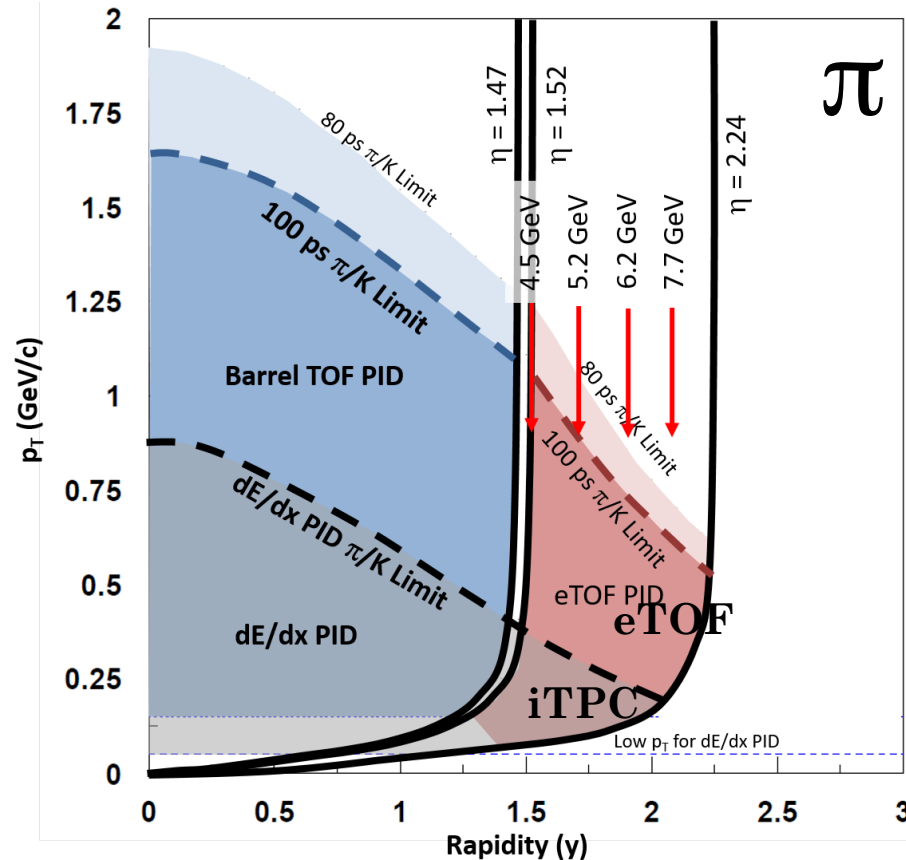 2
1.75
1.5
1.25
1
0.75
0.5
0.25
0
p_T (GeV/c)
0
0.5
1
1.5
2
2.5
3
Rapidity (y)
π
η = 1.47
η = 1.52
η = 2.24
80 ps π/K Limit
100 ps π/K Limit
Barrel TOF PID
dE/dx PID π/K Limit
dE/dx PID
4.5 GeV
5.2 GeV
6.2 GeV
7.7 GeV
80 ps π/K Limit
100 ps π/K Limit
eTOF PID
eTOF
iTPC
Low p_T for dE/dx PID